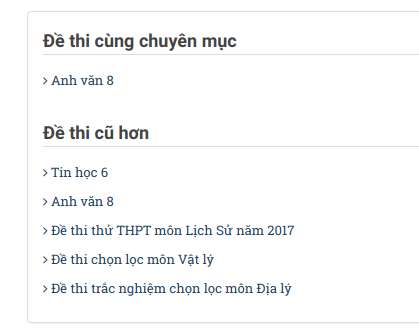 Đề thi cùng chuyên mục
Anh văn 8
Đề thi cũ hơn
Tin học 6
Anh văn 8
Đề thi thử THPT môn Lịch Sử năm 2017
Đề thi chọn lọc môn Vật lý
Đề thi trắc nghiệm chọn lọc môn Địa lý